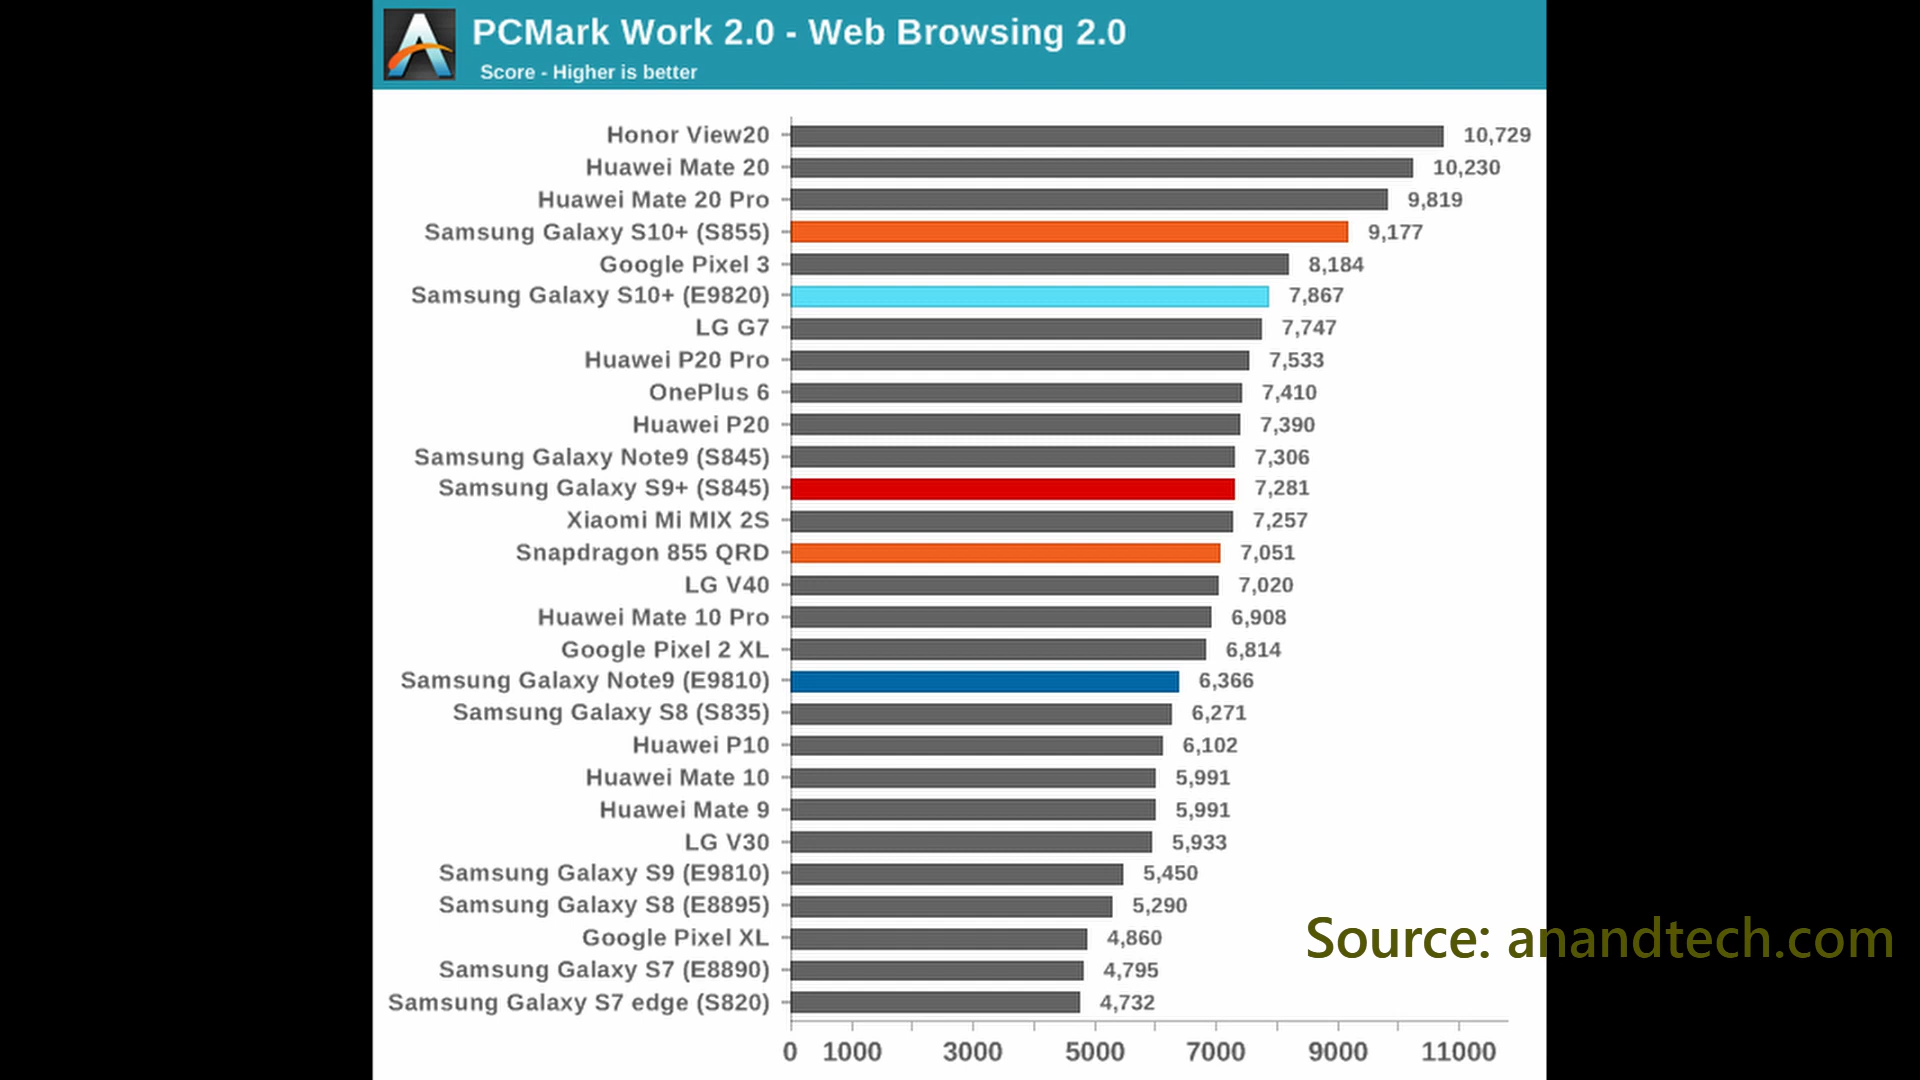 PCMark Work 2.0 - Web Browsing 2.0
Score - Higher is better
Honor View20 10,729
Huawei Mate 20 10,230
Huawei Mate 20 Pro 9,819
Samsung Galaxy S10+ (S855) 9,177
Google Pixel 3 8,184
Samsung Galaxy S10+ (E9820) 7,867
LG G7 7,747
Huawei P20 Pro 7,533
OnePlus 6 7,410
Huawei P20 7,390
Samsung Galaxy Note9 (S845) 7,306
Samsung Galaxy S9+ (S845) 7,281
Xiaomi Mi MIX 2S 7,257
Snapdragon 855 QRD 7,051
LG V40 7,020
Huawei Mate 10 Pro 6,908
Google Pixel 2 XL 6,814
Samsung Galaxy Note9 (E9810) 6,366
Samsung Galaxy S8 (S835) 6,271
Huawei P10 6,102
Huawei Mate 10 5,991
Huawei Mate 9 5,991
LG V30 5,933
Samsung Galaxy S9 (E9810) 5,450
Samsung Galaxy S8 (E8895) 5,290
Google Pixel XL 4,860
Samsung Galaxy S7 (E8890) 4,795
Samsung Galaxy S7 edge (S820) 4,732
0 1000 3000 5000 7000 9000 11000
Source: anandtech.com